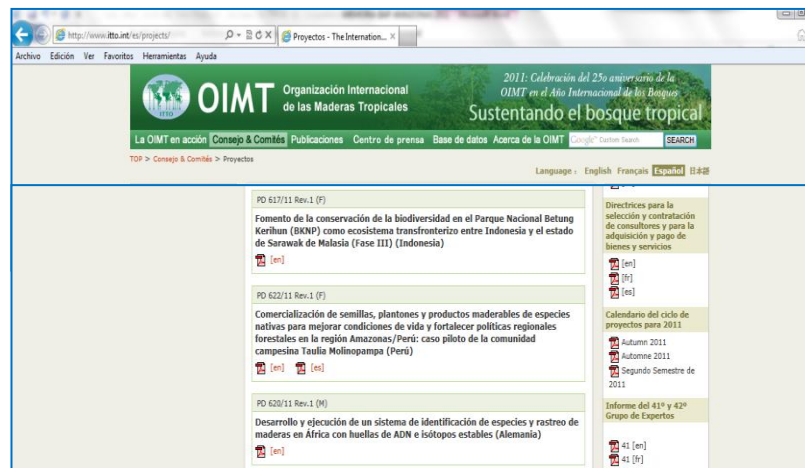 http://www.itto.int/es/projects/
Proyectos - The Internation...
Archivo Edición Ver Favoritos Herramientas Ayuda
ITTO
OIMT Organización Internacional
de las Maderas Tropicales
2011: Celebración del 25o aniversario de la
OIMT en el Año Internacional de los Bosques
Sustentando el bosque tropical
La OIMT en acción Consejo & Comités Publicaciones Centro de prensa Base de datos Acerca de la OIMT Google Custom Search SEARCH
TOP > Consejo & Comités > Proyectos
Language : English Français Español 日本語
PD 617/11 Rev.1 (F)
Fomento de la conservación de la biodiversidad en el Parque Nacional Betung
Kerihun (BKNP) como ecosistema transfronterizo entre Indonesia y el estado
de Sarawak de Malasia (Fase III) (Indonesia)
[en]
PD 622/11 Rev.1 (F)
Comercialización de semillas, plantones y productos maderables de especies
nativas para mejorar condiciones de vida y fortalecer políticas regionales
forestales en la región Amazonas/Perú: caso piloto de la comunidad
campesina Taulia Molinopampa (Perú)
[en] [es]
PD 620/11 Rev.1 (M)
Desarrollo y ejecución de un sistema de identificación de especies y rastreo de
maderas en África con huellas de ADN e isótopos estables (Alemania)
[en]
Directrices para la
selección y contratación
de consultores y para la
adquisición y pago de
bienes y servicios
[en]
[fr]
[es]
Calendario del ciclo de
proyectos para 2011
Autumn 2011
Automne 2011
Segundo Semestre de
2011
Informe del 41º y 42º
Grupo de Expertos
41 [en]
41 [fr]